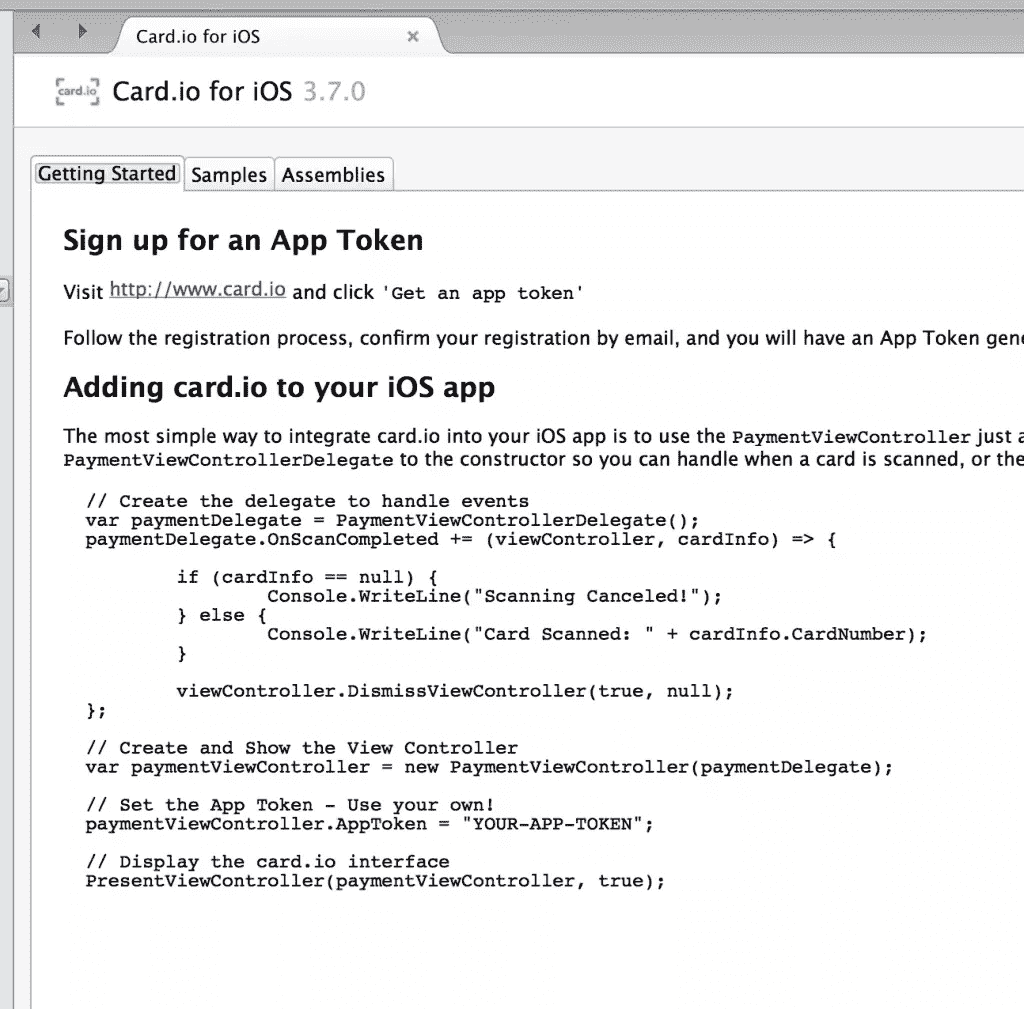 Card.io for iOS
card.io Card.io for iOS 3.7.0
Getting Started Samples Assemblies
Sign up for an App Token
Visit http://www.card.io and click 'Get an app token'
Follow the registration process, confirm your registration by email, and you will have an App Token
Adding card.io to your iOS app
The most simple way to integrate card.io into your iOS app is to use the PaymentViewController just
PaymentViewControllerDelegate to the constructor so you can handle when a card is scanned, or the
// Create the delegate to handle events
var paymentDelegate = PaymentViewControllerDelegate();
paymentDelegate.OnScanCompleted += (viewController, cardInfo) => {
if (cardInfo == null) {
Console.WriteLine("Scanning Canceled!");
} else {
Console.WriteLine("Card Scanned: " + cardInfo.CardNumber);
}
viewController.DismissViewController(true, null);
};
// Create and Show the View Controller
var paymentViewController = new PaymentViewController(paymentDelegate);
// Set the App Token - Use your own!
paymentViewController.AppToken = "YOUR-APP-TOKEN";
// Display the card.io interface
PresentViewController(paymentViewController, true);